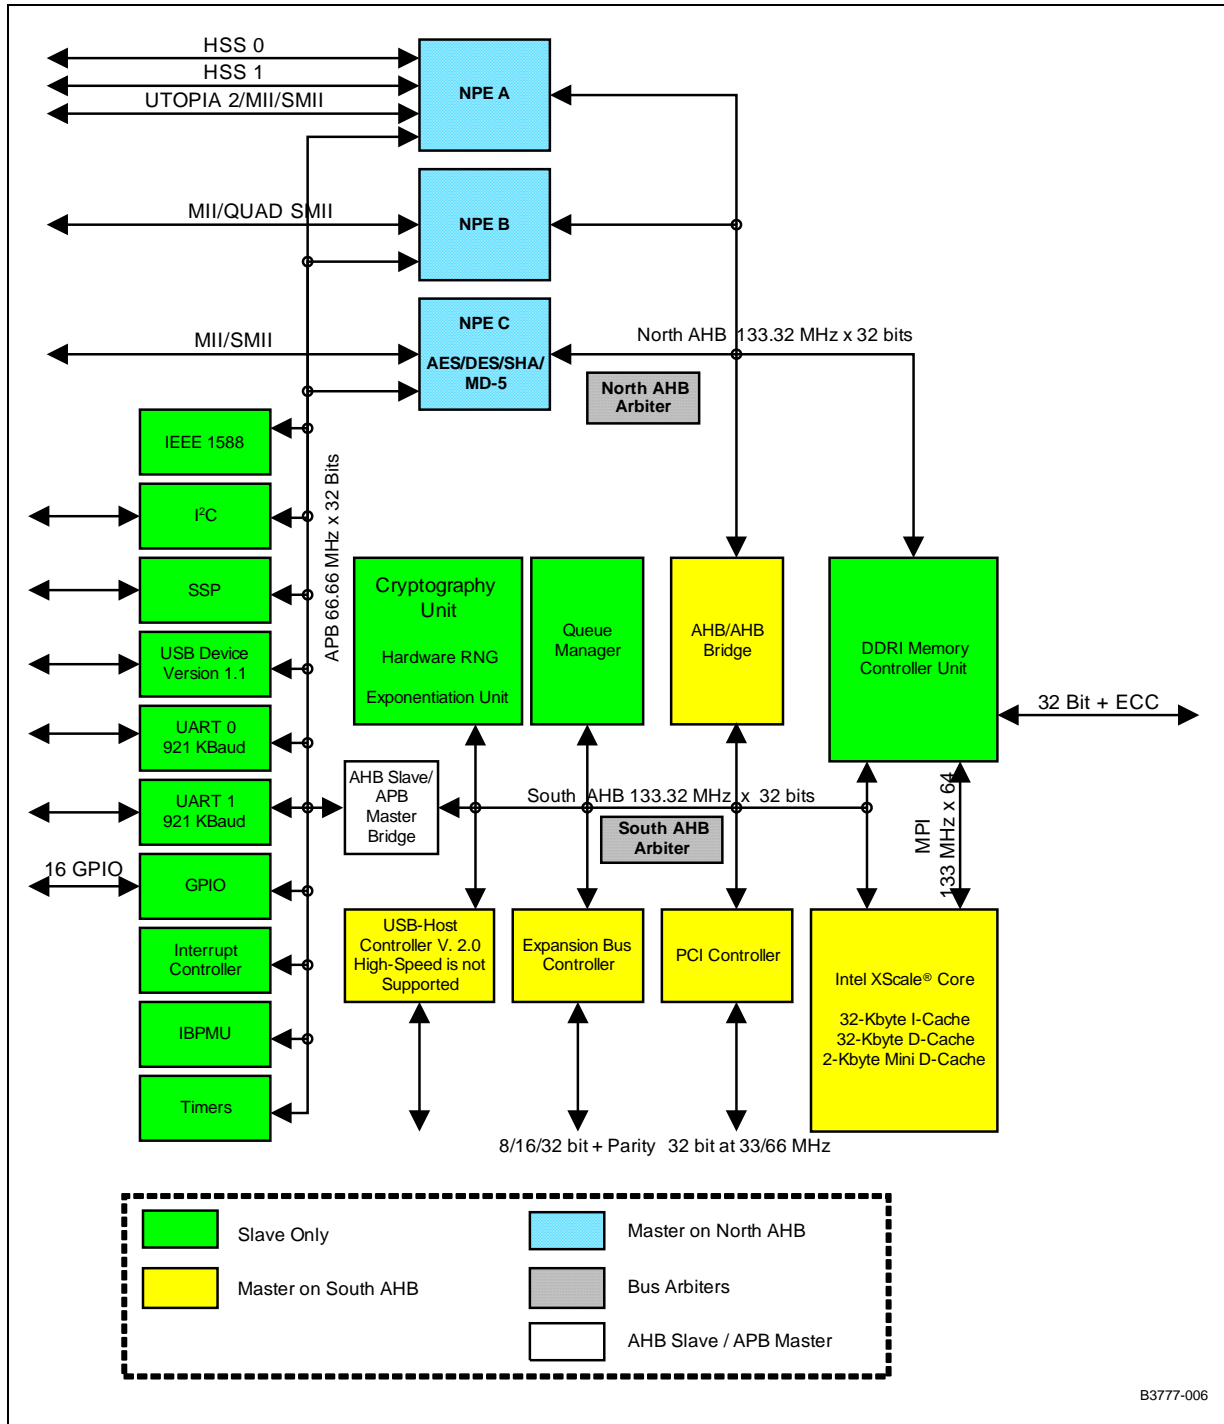 HSS 0
HSS 1
UTOPIA 2/MII/SMII
NPE A
MII/QUAD SMII
NPE B
MII/SMII
NPE C
AES/DES/SHA/
MD-5
North AHB 133.32 MHz x 32 bits
North AHB
Arbiter
IEEE 1588
I²C
SSP
USB Device
Version 1.1
UART 0
921 KBaud
UART 1
921 KBaud
16 GPIO
GPIO
Interrupt
Controller
IBPMU
Timers
APB 66.66 MHz x 32 Bits
Cryptography
Unit
Hardware RNG
Exponentiation Unit
Queue
Manager
AHB/AHB
Bridge
DDRI Memory
Controller Unit
32 Bit + ECC
AHB Slave/
APB
Master
Bridge
South AHB 133.32 MHz x 32 bits
South AHB
Arbiter
MPI
133 MHz x 64
USB-Host
Controller V. 2.0
High-Speed is not
Supported
Expansion Bus
Controller
PCI Controller
Intel XScale® Core
32-Kbyte I-Cache
32-Kbyte D-Cache
2-Kbyte Mini D-Cache
8/16/32 bit + Parity
32 bit at 33/66 MHz
Slave Only
Master on North AHB
Master on South AHB
Bus Arbiters
AHB Slave / APB Master
B3777-006